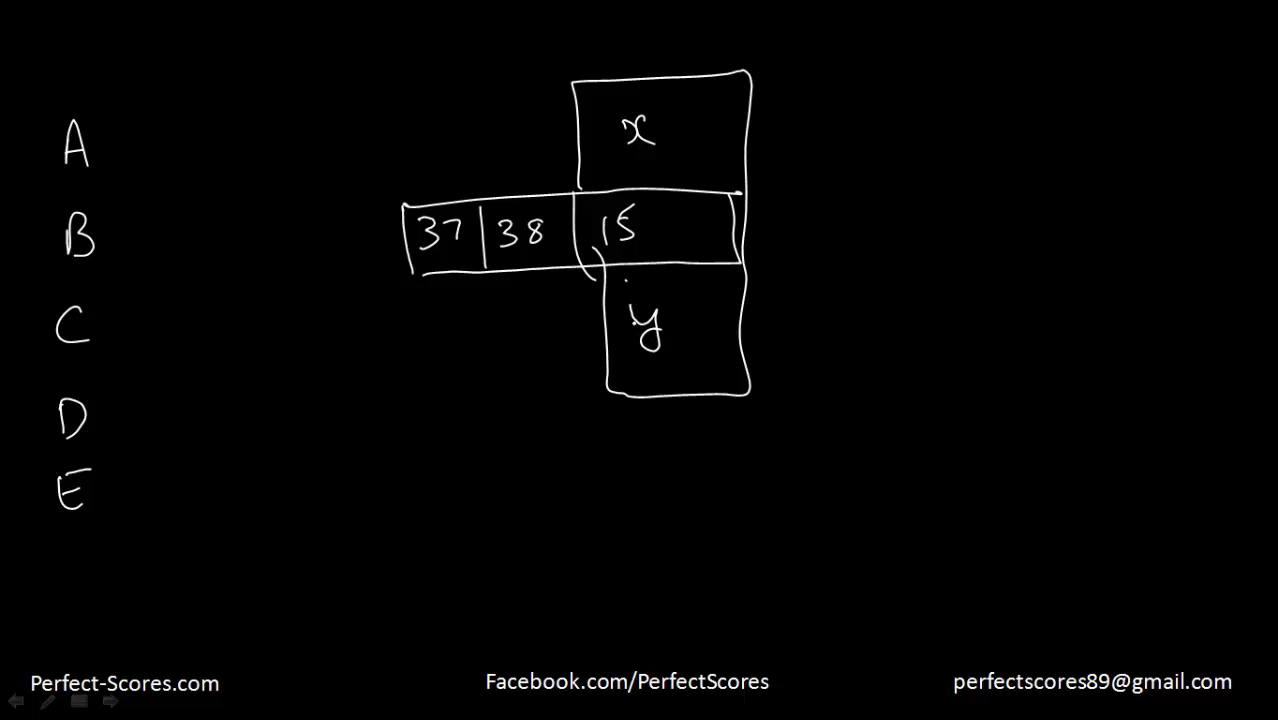 A
x
B
37 38 15
C
y
D
E
Perfect-Scores.com
Facebook.com/PerfectScores
perfectscores89@gmail.com